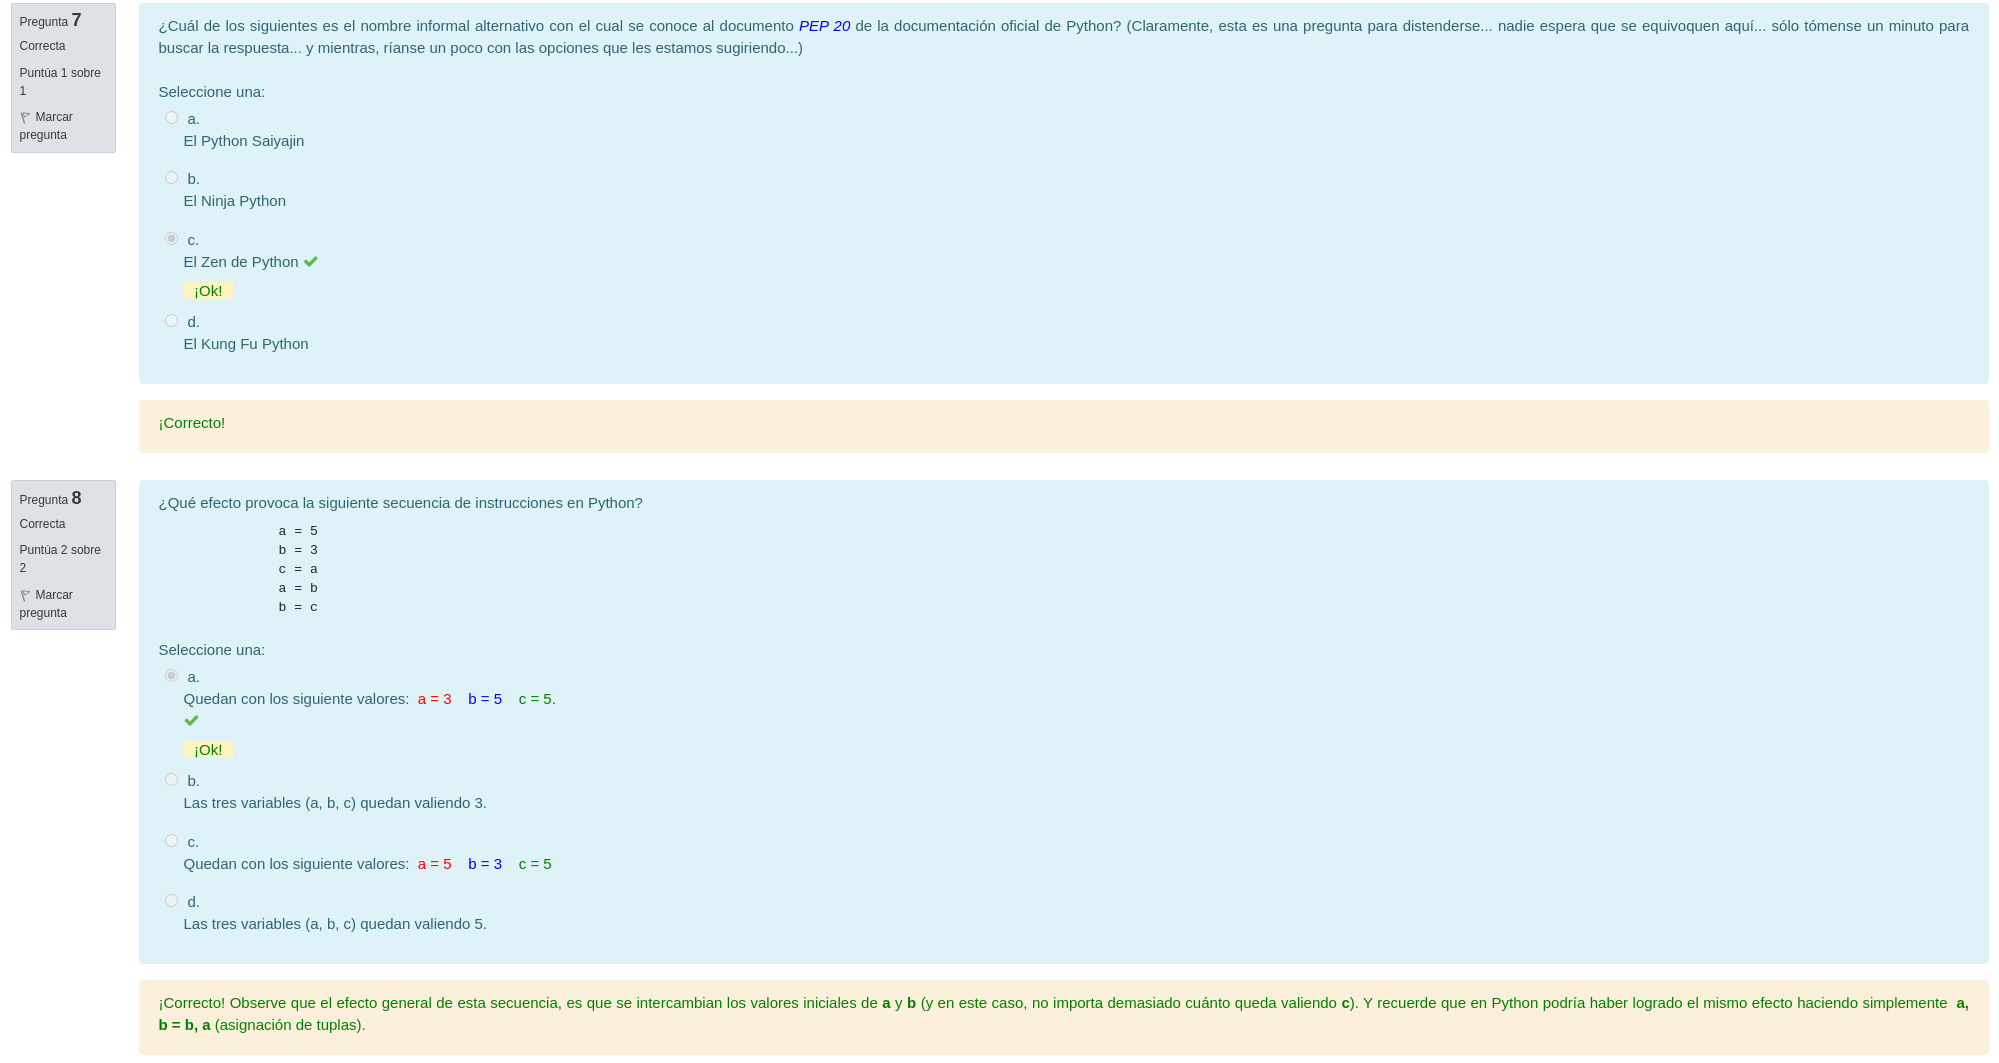 Pregunta 7
Correcta
Puntúa 1 sobre
1
Marcar
pregunta
¿Cuál de los siguientes es el nombre informal alternativo con el cual se conoce al documento PEP 20 de la documentación oficial de Python? (Claramente, esta es una pregunta para distenderse... nadie espera que se equivoquen aquí... sólo tómense un minuto para
buscar la respuesta... y mientras, ríanse un poco con las opciones que les estamos sugiriendo...)
Seleccione una:
a.
El Python Saiyajin
b.
El Ninja Python
c.
El Zen de Python
¡Ok!
d.
El Kung Fu Python
¡Correcto!
Pregunta 8
Correcta
Puntúa 2 sobre
2
Marcar
pregunta
¿Qué efecto provoca la siguiente secuencia de instrucciones en Python?
a = 5
b = 3
c = a
a = b
b = c
Seleccione una:
a.
Quedan con los siguiente valores: a = 3 b = 5 c = 5.
¡Ok!
b.
Las tres variables (a, b, c) quedan valiendo 3.
c.
Quedan con los siguiente valores: a = 5 b = 3 c = 5
d.
Las tres variables (a, b, c) quedan valiendo 5.
¡Correcto! Observe que el efecto general de esta secuencia, es que se intercambian los valores iniciales de a y b (y en este caso, no importa demasiado cuánto queda valiendo c). Y recuerde que en Python podría haber logrado el mismo efecto haciendo simplemente a,
b = b, a (asignación de tuplas).